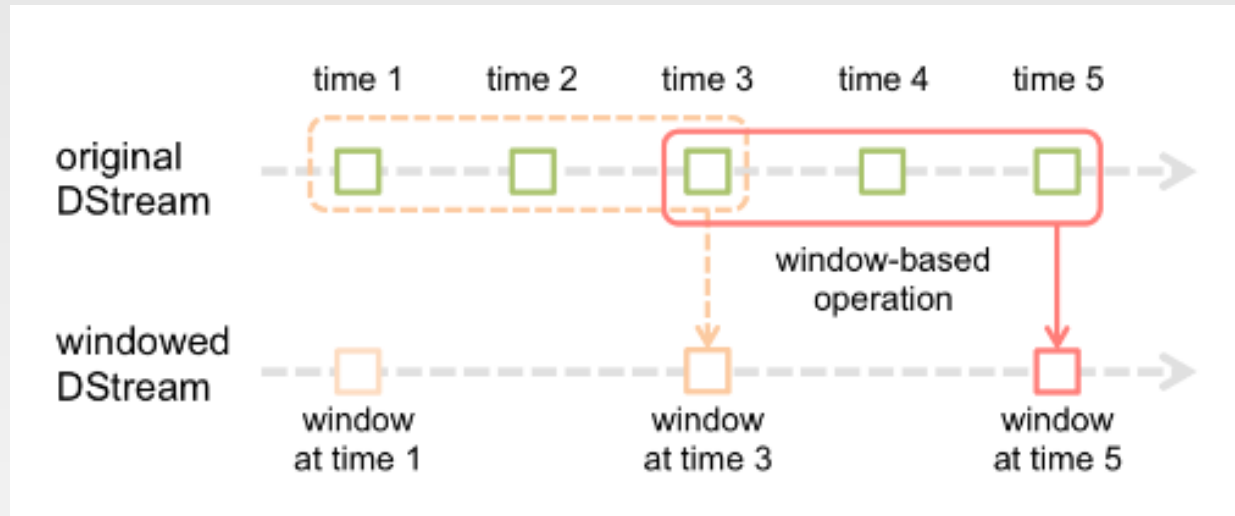 time 1 time 2 time 3 time 4 time 5
original
DStream
window-based
operation
windowed
DStream
window
at time 1
window
at time 3
window
at time 5